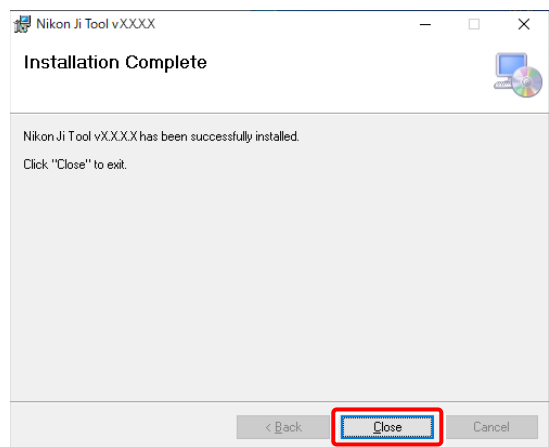 Nikon Ji Tool vXXXX
Installation Complete
Nikon Ji Tool vX.X.X.X has been successfully installed.
Click "Close" to exit.
< Back Close Cancel